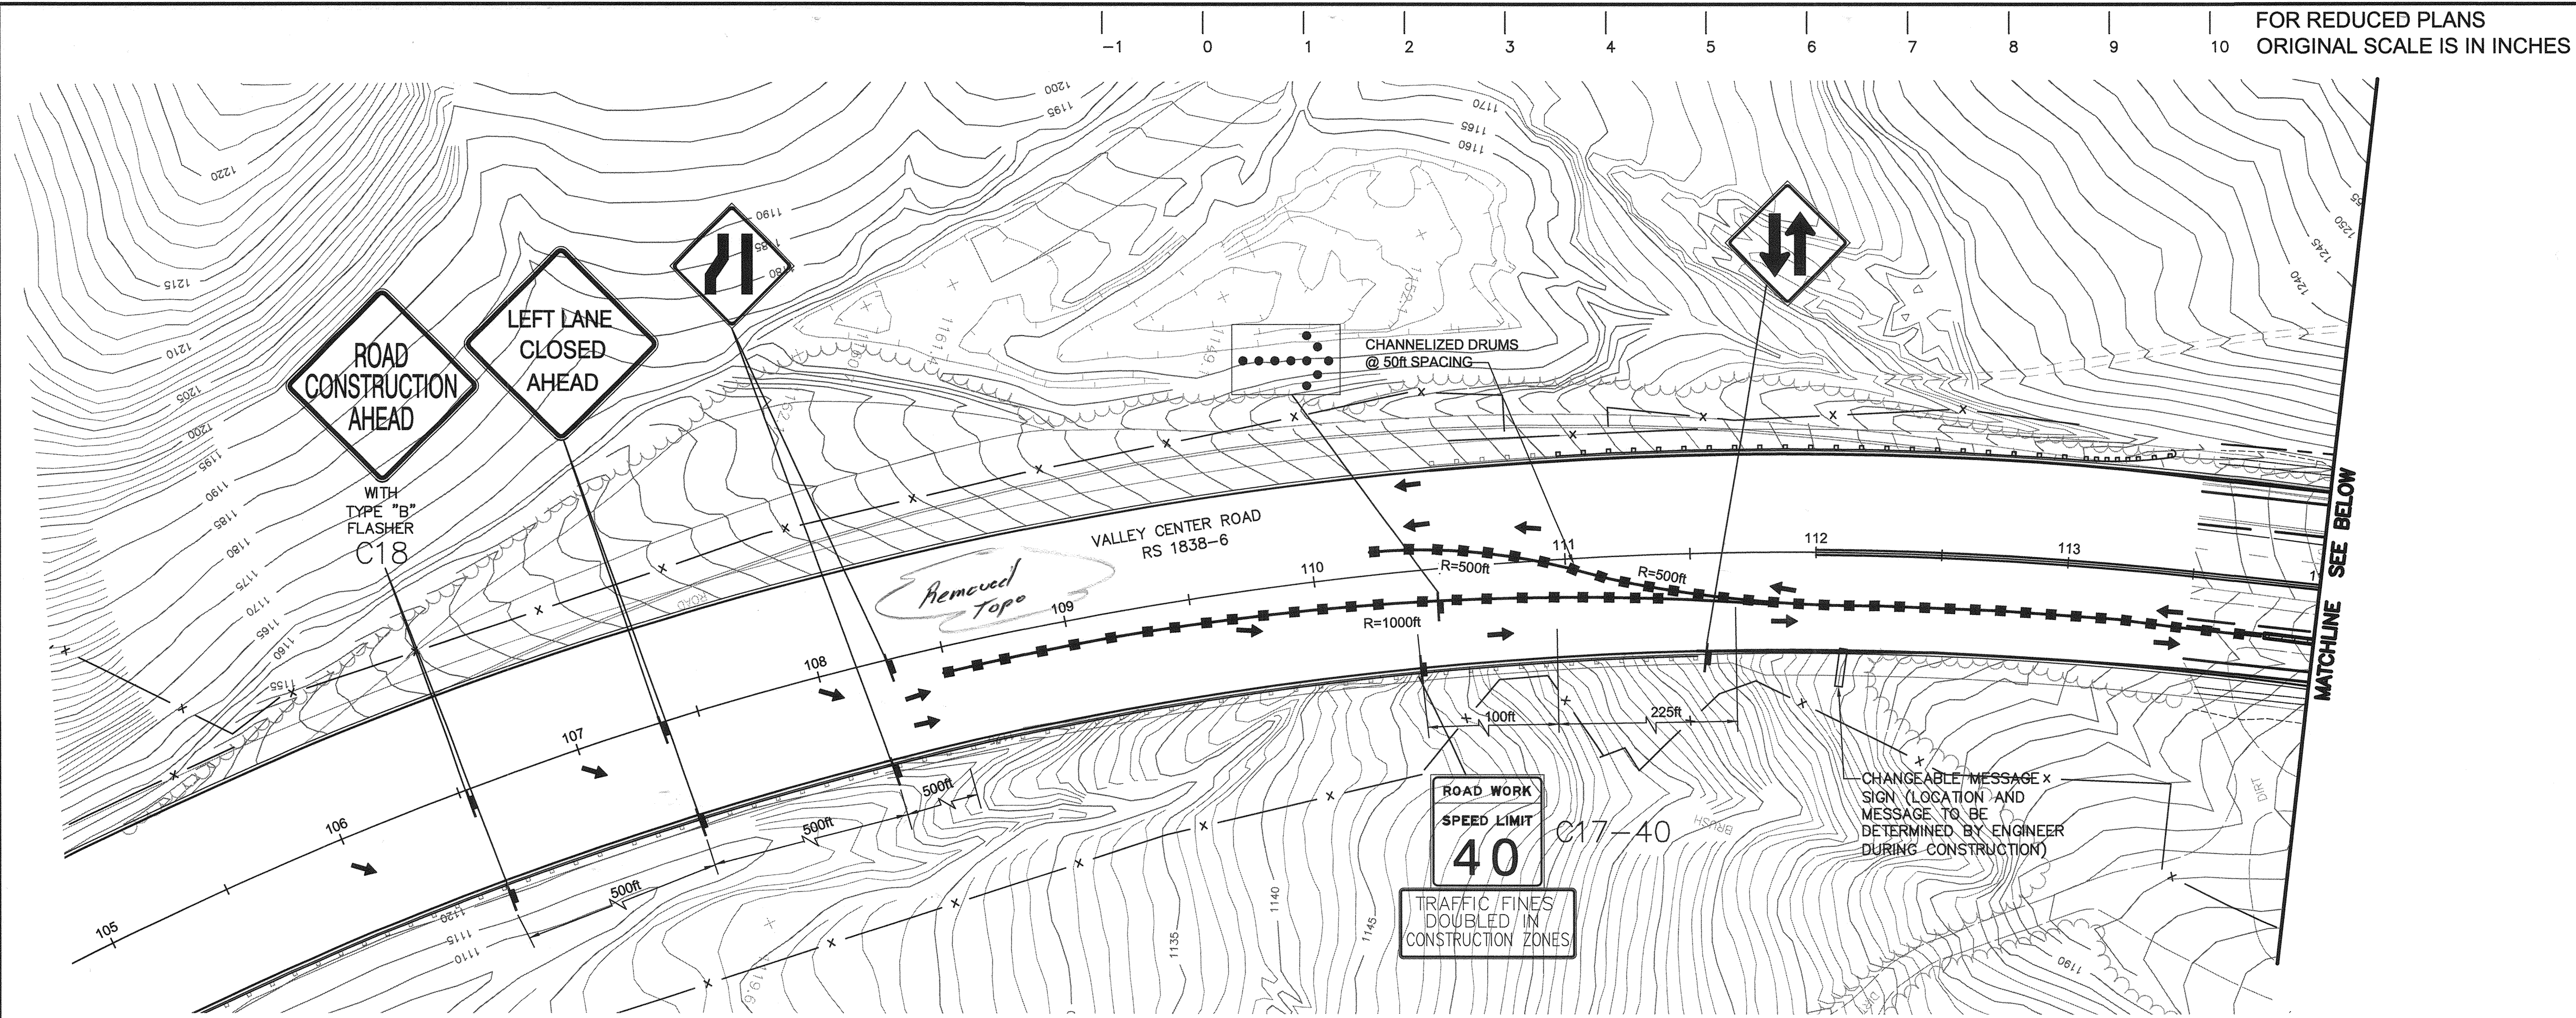 -1 0 1 2 3 4 5 6 7 8 9 10
FOR REDUCED PLANS
ORIGINAL SCALE IS IN INCHES
1200
1195
1170
1165
1160
1220
1215
1210
1205
1200
1195
1190
1185
1180
1175
1170
1165
1160
1155
1190
1185
1180
1250
1245
1240
ROAD
CONSTRUCTION
AHEAD
WITH
TYPE "B"
FLASHER
C18
LEFT LANE
CLOSED
AHEAD
CHANNELIZED DRUMS
@ 50ft SPACING
VALLEY CENTER ROAD
RS 1838-6
Removed
Topo
ROAD
105
106
107
108
109
110
111
112
113
R=500ft
R=500ft
R=1000ft
500ft
500ft
500ft
100ft
225ft
ROAD WORK
SPEED LIMIT
40
C17-40
TRAFFIC FINES
DOUBLED IN
CONSTRUCTION ZONES
CHANGEABLE MESSAGE
SIGN (LOCATION AND
MESSAGE TO BE
DETERMINED BY ENGINEER
DURING CONSTRUCTION)
MATCHLINE SEE BELOW
BRUSH
DIRT
DIRT
1120
1115
1110
1135
1140
1145
1190